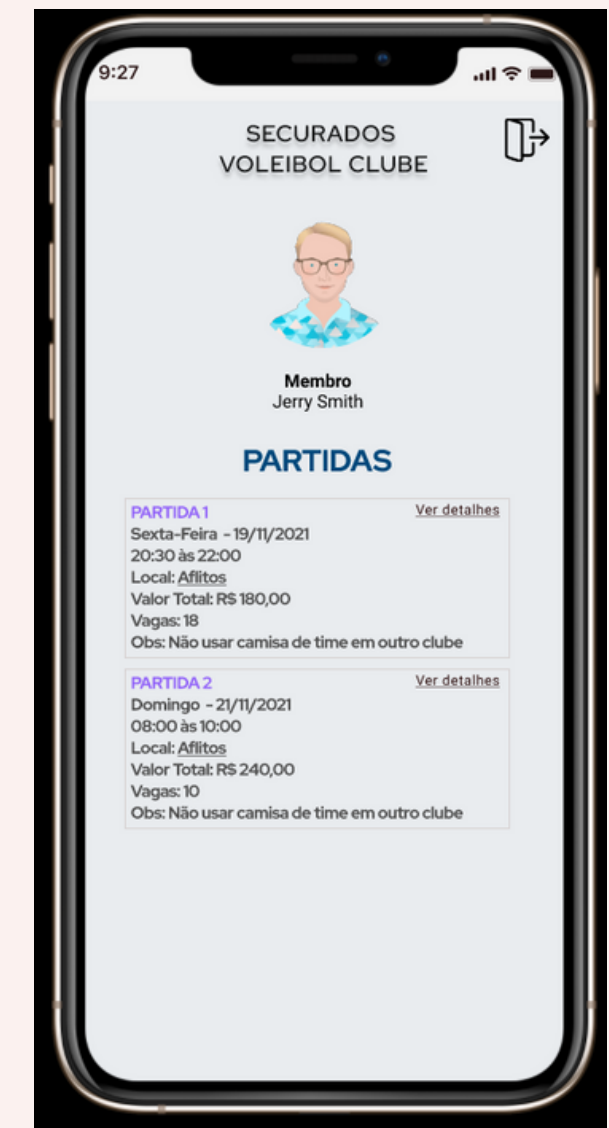 9:27
SECURADOS
VOLEIBOL CLUBE
Membro
Jerry Smith
PARTIDAS
PARTIDA 1
Ver detalhes
Sexta-Feira - 19/11/2021
20:30 às 22:00
Local: Aflitos
Valor Total: R$ 180,00
Vagas: 18
Obs: Não usar camisa de time em outro clube
PARTIDA 2
Ver detalhes
Domingo - 21/11/2021
08:00 às 10:00
Local: Aflitos
Valor Total: R$ 240,00
Vagas: 10
Obs: Não usar camisa de time em outro clube